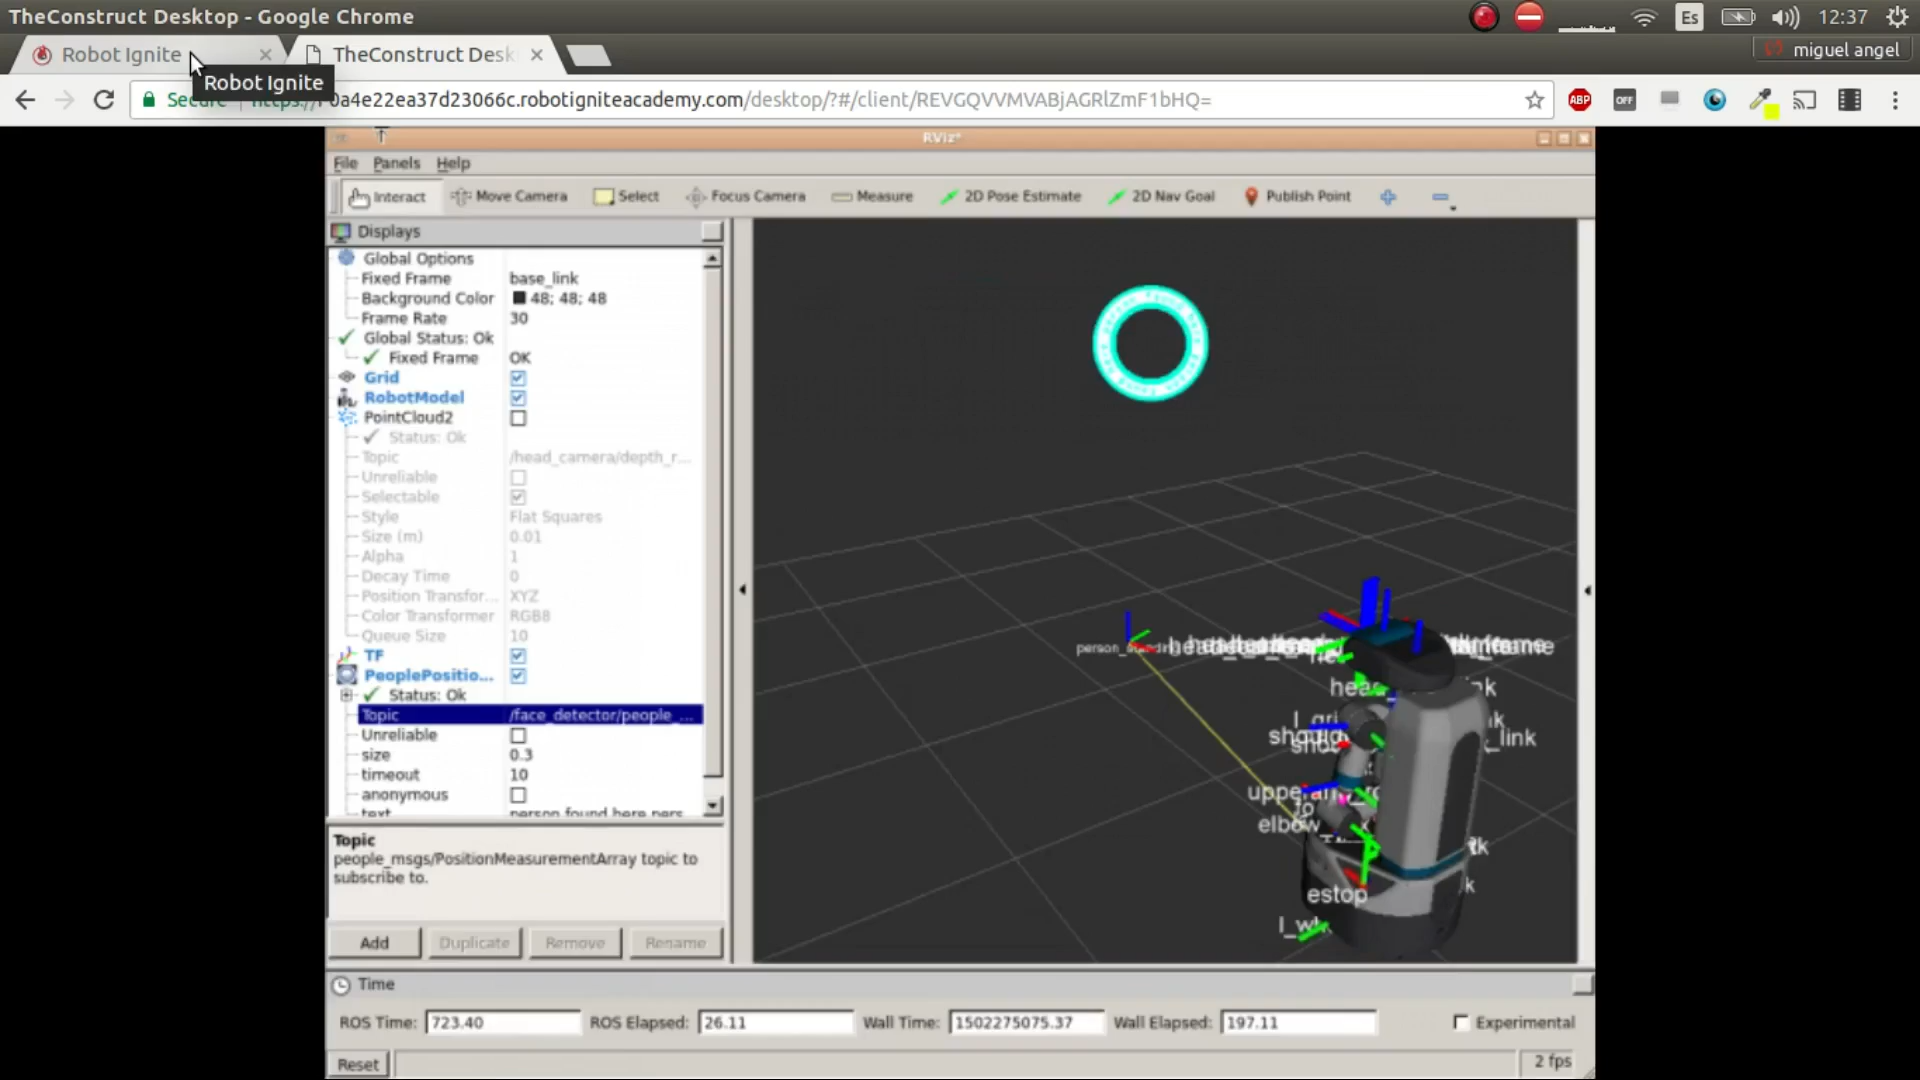 TheConstruct Desktop - Google Chrome
Es
12:37
Robot Ignite
TheConstruct Desk
miguel angel
Robot Ignite
0a4e22ea37d23066c.robotigniteacademy.com/desktop/?#/client/REVGQVVMVABjAGRlZmF1bHQ=
ABP
OFF
RViz*
File Panels Help
Interact
Move Camera
Select
Focus Camera
Measure
2D Pose Estimate
2D Nav Goal
Publish Point
Displays
Global Options
Fixed Frame base_link
Background Color 48; 48; 48
Frame Rate 30
Global Status: Ok
Fixed Frame OK
Grid
RobotModel
PointCloud2
Status: Ok
Topic /head_camera/depth_r...
Unreliable
Selectable
Style Flat Squares
Size (m) 0.01
Alpha 1
Decay Time 0
Position Transfor... XYZ
Color Transformer RGB8
Queue Size 10
TF
PeoplePositio...
Status: Ok
Topic /face_detector/people_...
Unreliable
size 0.3
timeout 10
anonymous
text person found here pers
Topic
people_msgs/PositionMeasurementArray topic to
subscribe to.
Add Duplicate Remove Rename
estop
Time
ROS Time: 723.40 ROS Elapsed: 26.11 Wall Time: 1502275075.37 Wall Elapsed: 197.11 Experimental
Reset 2 fps